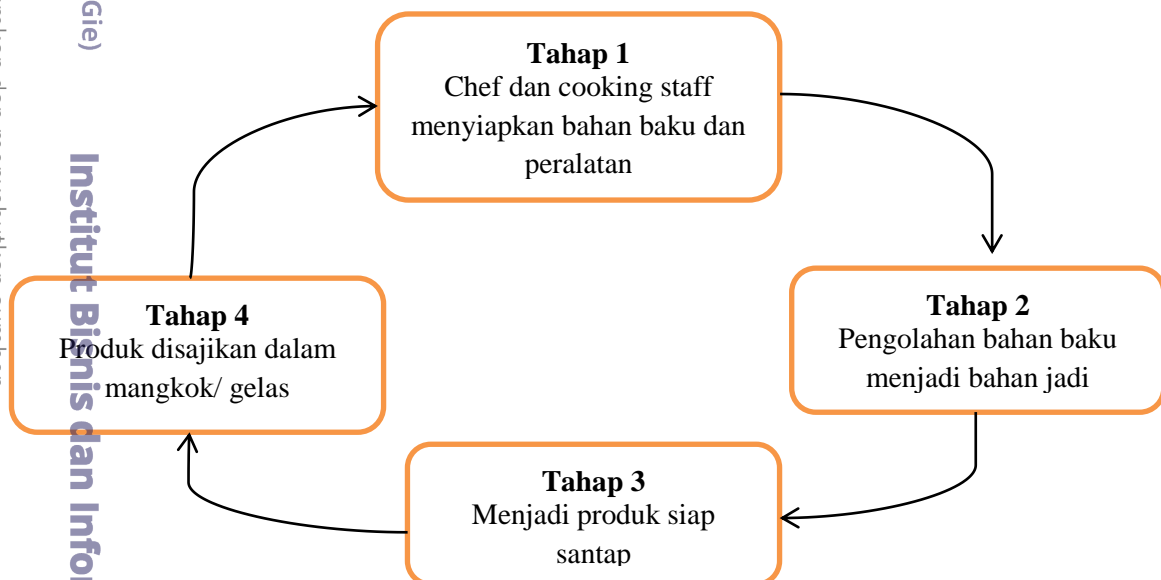 Tahap 1
Chef dan cooking staff
menyiapkan bahan baku dan
peralatan
Tahap 2
Pengolahan bahan baku
menjadi bahan jadi
Tahap 3
Menjadi produk siap
santap
Tahap 4
Produk disajikan dalam
mangkok/ gelas
Gie)
Institut Bisnis dan Infor